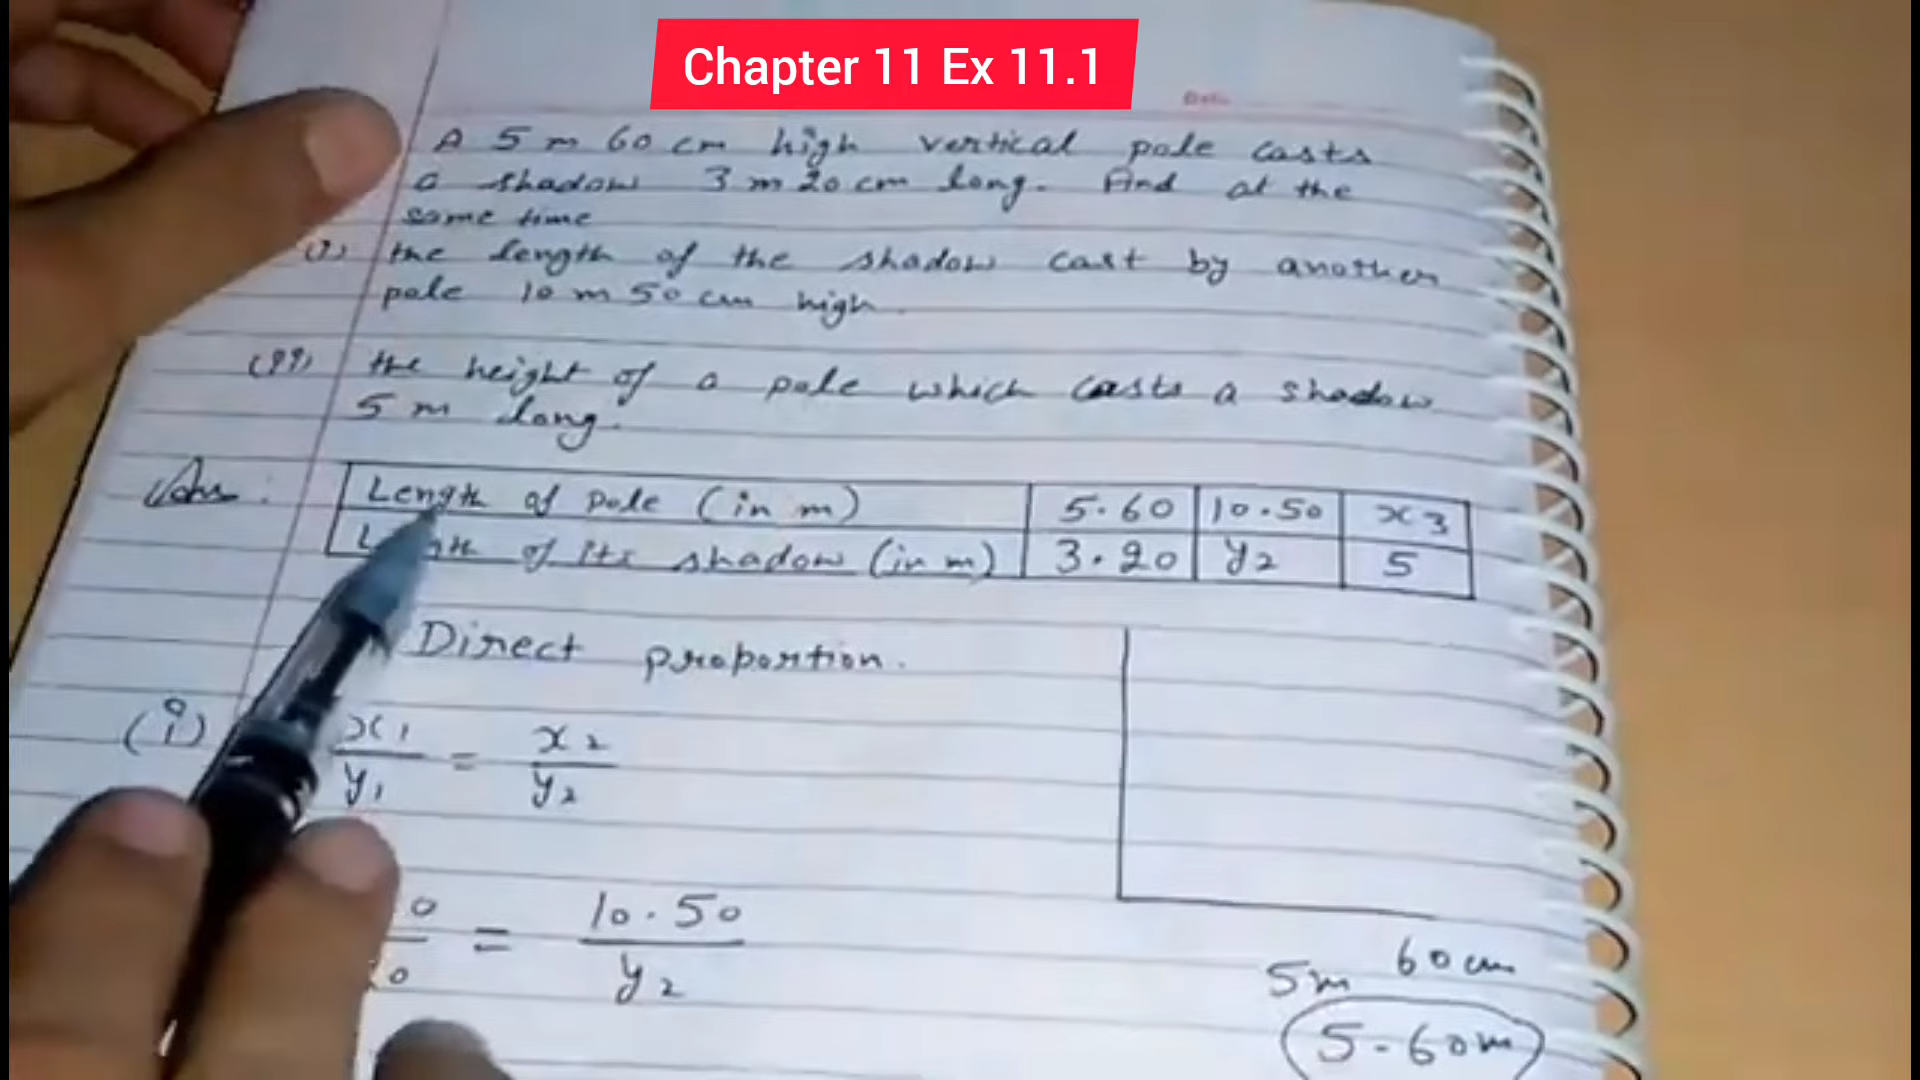 Chapter 11 Ex 11.1
A 5 m 60 cm high vertical pole casts
a shadow 3 m 20 cm long. Find at the
same time
(i) the length of the shadow cast by another
pole 10 m 50 cm high.
(ii) the height of a pole which casts a shadow
5 m long.
Ans:
Length of pole (in m) 5.60 10.50 x3
Length of its shadow (in m) 3.20 y2 5
Direct proportion.
(i) x1/y1 = x2/y2
0/0 = 10.50/y2
5m 60 cm
5.60m